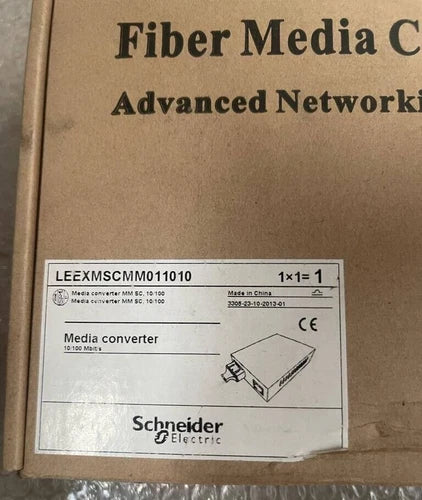 Fiber Media C
Advanced Networki
LEEXMSCMM011010 1×1= 1
Media converter MM SC, 10/100
Media converter MM SC, 10/100
Made in China
3306-23-10-2013-01
CE
Media converter
10/100 Mbit/s
Schneider
Electric